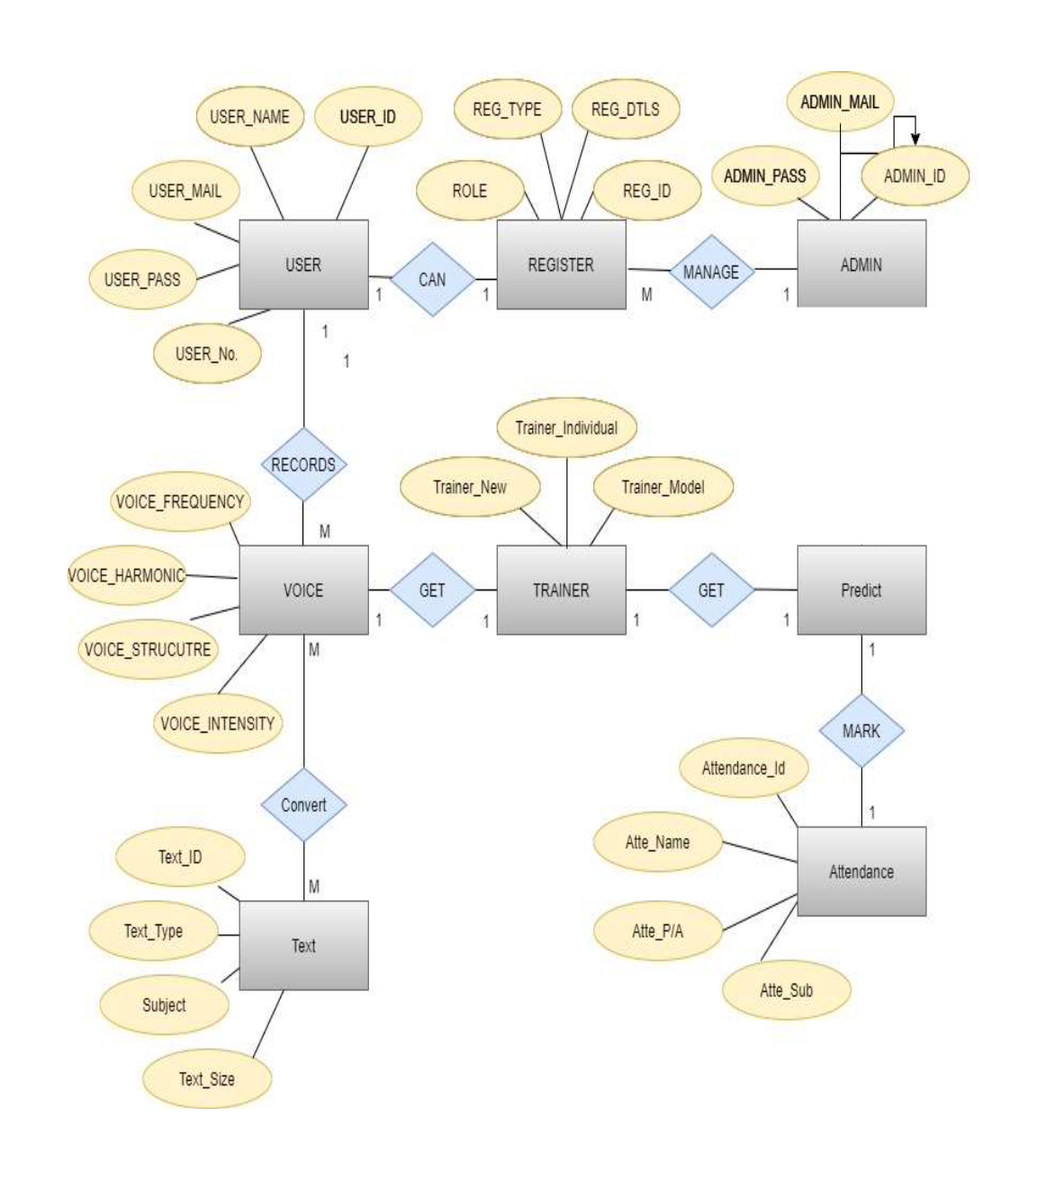 ADMIN_MAIL
USER_NAME
USER_ID
REG_TYPE
REG_DTLS
USER_MAIL
ROLE
REG_ID
ADMIN_PASS
ADMIN_ID
USER_PASS
USER
CAN
REGISTER
MANAGE
ADMIN
1
1
M
1
USER_No.
1
1
Trainer_Individual
RECORDS
Trainer_New
Trainer_Model
VOICE_FREQUENCY
M
VOICE_HARMONIC
VOICE
GET
TRAINER
GET
Predict
1
1
1
1
VOICE_STRUCUTRE
M
1
VOICE_INTENSITY
MARK
Attendance_Id
Convert
1
Text_ID
Atte_Name
Attendance
M
Text_Type
Text
Atte_P/A
Subject
Atte_Sub
Text_Size